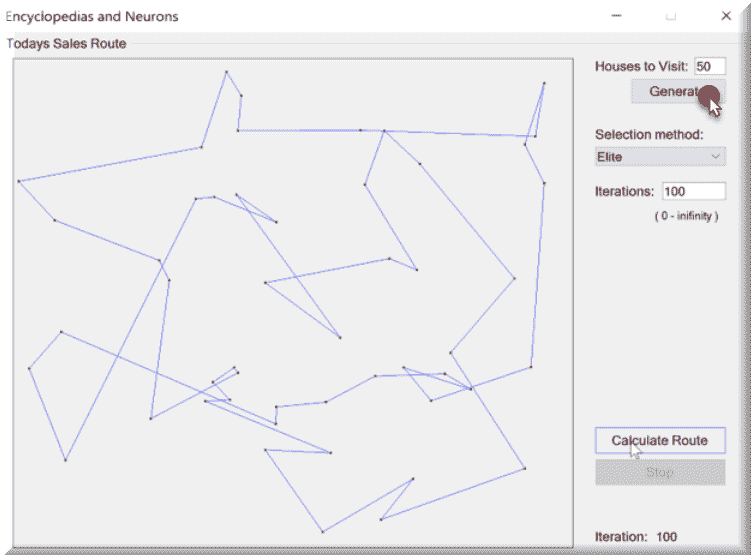 Encyclopedias and Neurons
Todays Sales Route
Houses to Visit: 50
Generat
Selection method:
Elite
Iterations: 100
( 0 - inifinity )
Calculate Route
Stop
Iteration: 100